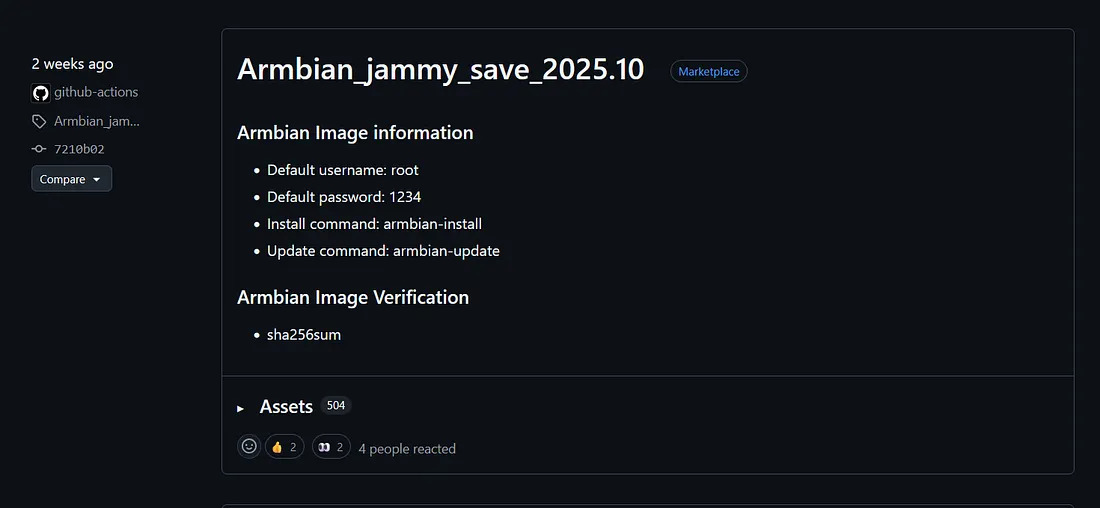 2 weeks ago
github-actions
Armbian_jam...
7210b02
Compare
Armbian_jammy_save_2025.10 Marketplace
Armbian Image information
• Default username: root
• Default password: 1234
• Install command: armbian-install
• Update command: armbian-update
Armbian Image Verification
• sha256sum
Assets 504
👍 2 👀 2 4 people reacted